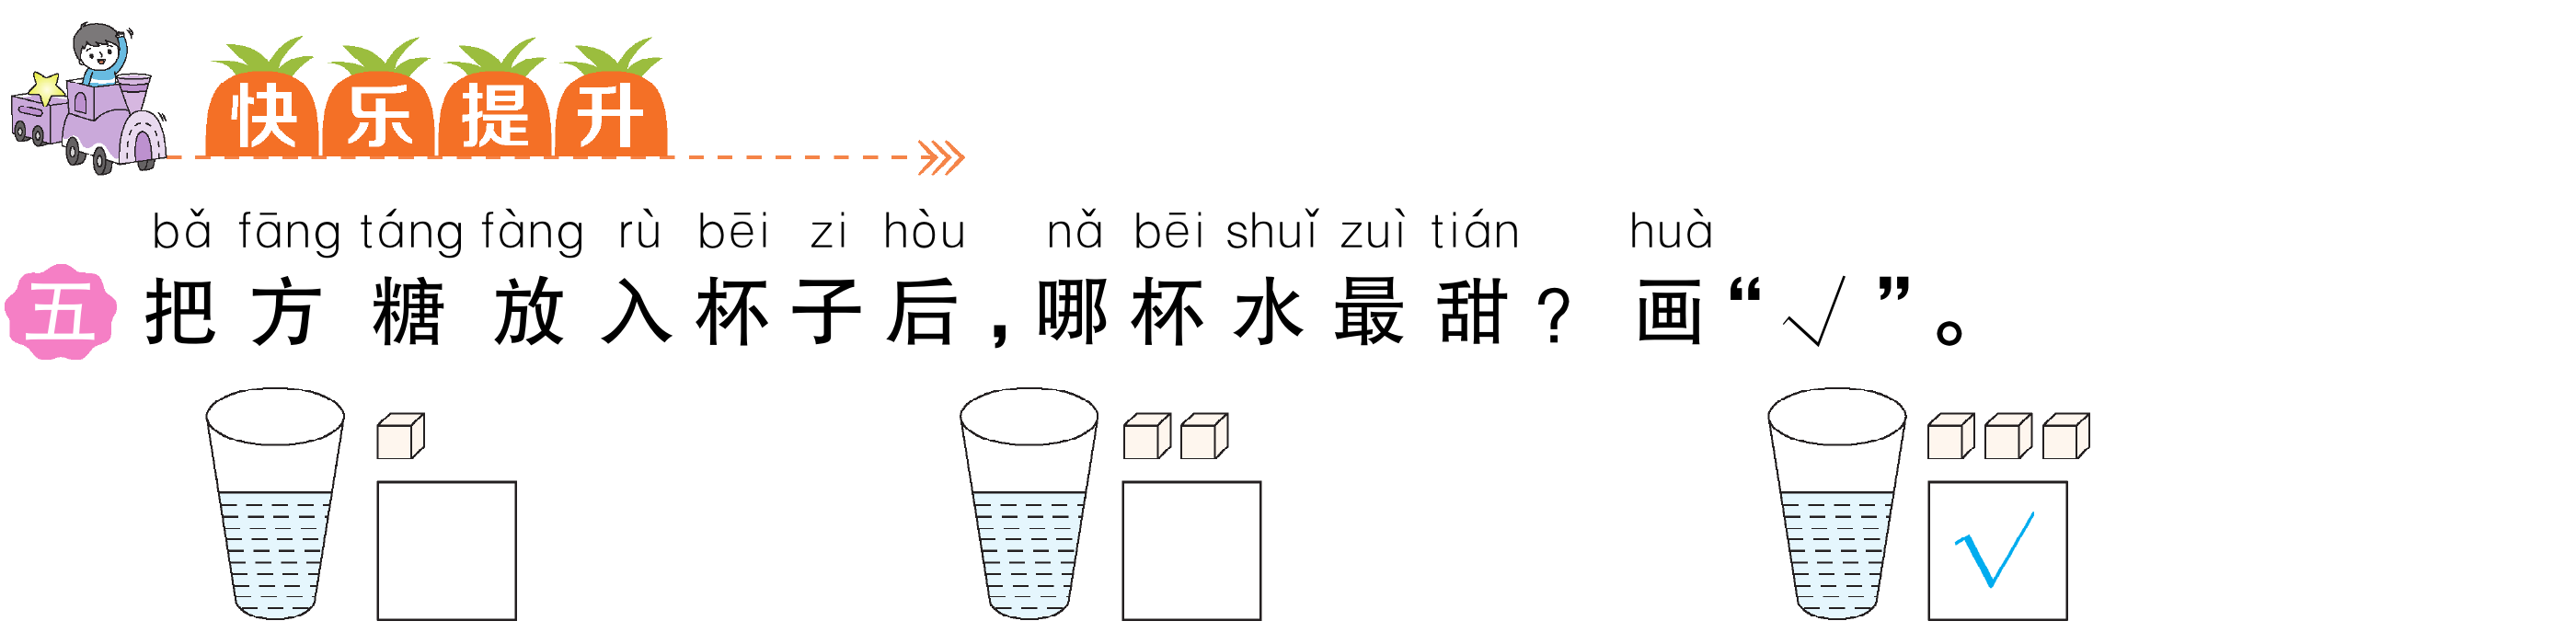 快乐提升
bǎ fāng táng fàng rù bēi zi hòu nǎ bēi shuǐ zuì tián huà
五 把方糖放入杯子后，哪杯水最甜？画“√”。
√